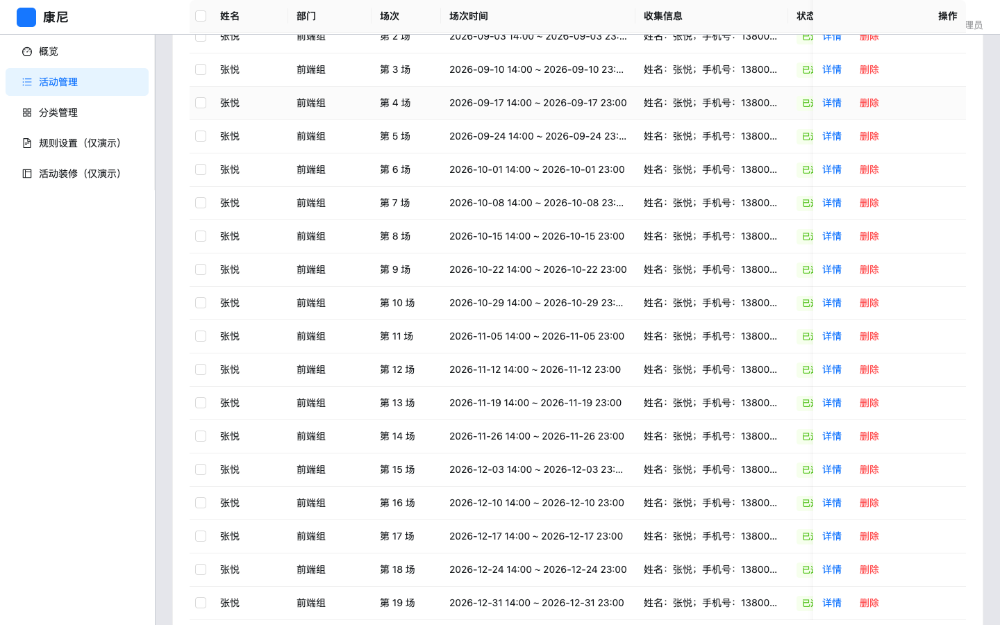 康尼
姓名 部门 场次 场次时间 收集信息 状态 操作
理员
概览
活动管理
分类管理
规则设置（仅演示）
活动装修（仅演示）
张悦 前端组 第 2 场 2026-09-03 14:00 ~ 2026-09-03 23:... 姓名：张悦；手机号：13800... 已 详情 删除
张悦 前端组 第 3 场 2026-09-10 14:00 ~ 2026-09-10 23:... 姓名：张悦；手机号：13800... 已 详情 删除
张悦 前端组 第 4 场 2026-09-17 14:00 ~ 2026-09-17 23:00 姓名：张悦；手机号：13800... 已 详情 删除
张悦 前端组 第 5 场 2026-09-24 14:00 ~ 2026-09-24 23:... 姓名：张悦；手机号：13800... 已 详情 删除
张悦 前端组 第 6 场 2026-10-01 14:00 ~ 2026-10-01 23:00 姓名：张悦；手机号：13800... 已 详情 删除
张悦 前端组 第 7 场 2026-10-08 14:00 ~ 2026-10-08 23:... 姓名：张悦；手机号：13800... 已 详情 删除
张悦 前端组 第 8 场 2026-10-15 14:00 ~ 2026-10-15 23:00 姓名：张悦；手机号：13800... 已 详情 删除
张悦 前端组 第 9 场 2026-10-22 14:00 ~ 2026-10-22 23:00 姓名：张悦；手机号：13800... 已 详情 删除
张悦 前端组 第 10 场 2026-10-29 14:00 ~ 2026-10-29 23:... 姓名：张悦；手机号：13800... 已 详情 删除
张悦 前端组 第 11 场 2026-11-05 14:00 ~ 2026-11-05 23:00 姓名：张悦；手机号：13800... 已 详情 删除
张悦 前端组 第 12 场 2026-11-12 14:00 ~ 2026-11-12 23:00 姓名：张悦；手机号：13800... 已 详情 删除
张悦 前端组 第 13 场 2026-11-19 14:00 ~ 2026-11-19 23:00 姓名：张悦；手机号：13800... 已 详情 删除
张悦 前端组 第 14 场 2026-11-26 14:00 ~ 2026-11-26 23:00 姓名：张悦；手机号：13800... 已 详情 删除
张悦 前端组 第 15 场 2026-12-03 14:00 ~ 2026-12-03 23:... 姓名：张悦；手机号：13800... 已 详情 删除
张悦 前端组 第 16 场 2026-12-10 14:00 ~ 2026-12-10 23:00 姓名：张悦；手机号：13800... 已 详情 删除
张悦 前端组 第 17 场 2026-12-17 14:00 ~ 2026-12-17 23:00 姓名：张悦；手机号：13800... 已 详情 删除
张悦 前端组 第 18 场 2026-12-24 14:00 ~ 2026-12-24 23:00 姓名：张悦；手机号：13800... 已 详情 删除
张悦 前端组 第 19 场 2026-12-31 14:00 ~ 2026-12-31 23:00 姓名：张悦；手机号：13800... 已 详情 删除